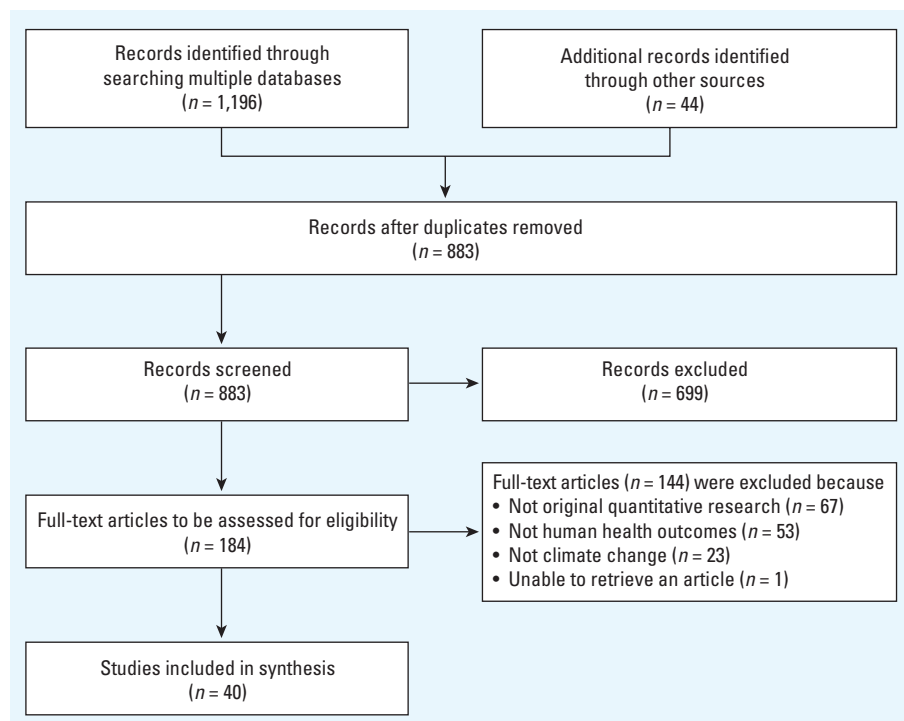 Records identified through
searching multiple databases
(n = 1,196)
Additional records identified
through other sources
(n = 44)
Records after duplicates removed
(n = 883)
Records screened
(n = 883)
Records excluded
(n = 699)
Full-text articles to be assessed for eligibility
(n = 184)
Full-text articles (n = 144) were excluded because
• Not original quantitative research (n = 67)
• Not human health outcomes (n = 53)
• Not climate change (n = 23)
• Unable to retrieve an article (n = 1)
Studies included in synthesis
(n = 40)